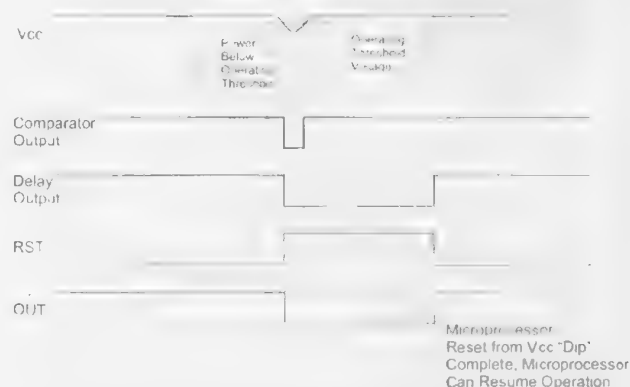 Vcc
Power
Below
Operating
Threshold
Operating
Threshold
Voltage
Comparator
Output
Delay
Output
RST
OUT
Microprocessor
Reset from Vcc "Dip"
Complete, Microprocessor
Can Resume Operation